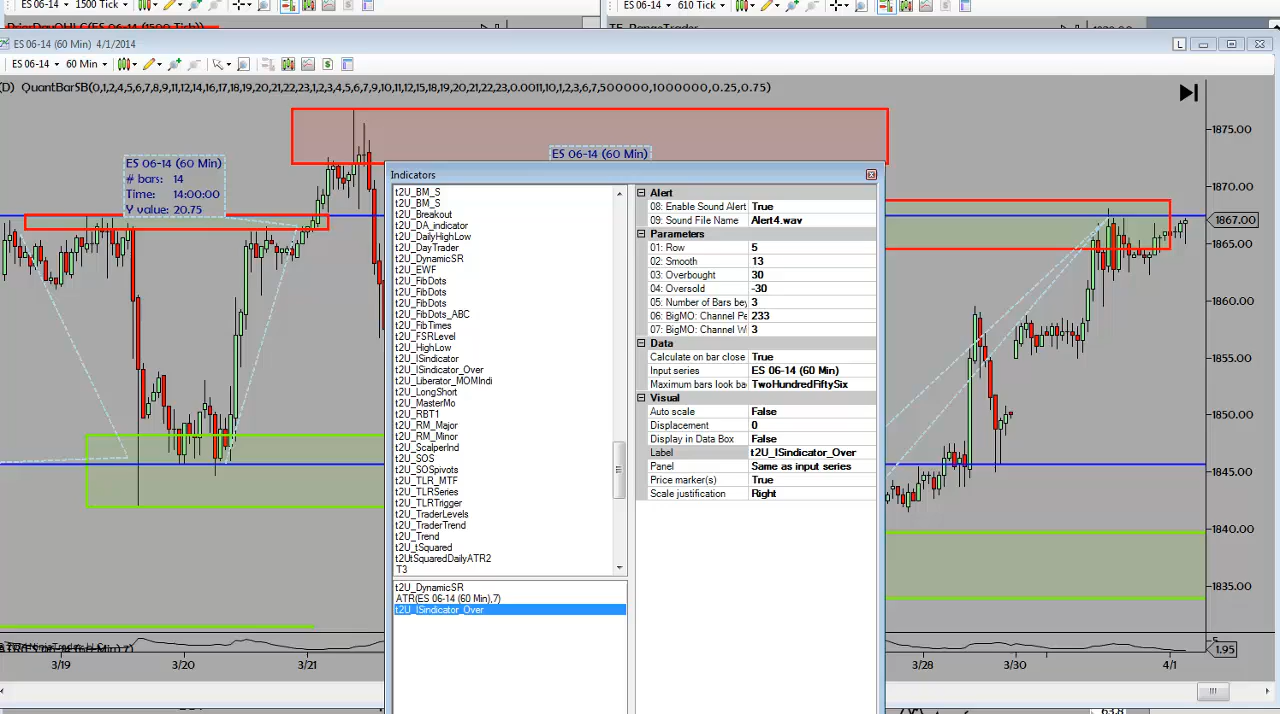 ES 06-14 1500 Tick
ES 06-14 610 Tick
PriorDayOHLC(ES 06-14 (1500 Tick))
TF_RangeTrader
1870.00
ES 06-14 (60 Min) 4/1/2014
L
ES 06-14 60 Min
D) QuantBarSB(0,1,2,4,5,6,7,8,9,11,12,14,16,17,18,19,20,21,22,23,1,2,3,4,5,6,7,9,10,11,12,15,18,19,20,21,22,23,0.0011,10,1,2,3,6,7,500000,1000000,0.25,0.75)
ES 06-14 (60 Min)
# bars: 14
Time: 14:00:00
Y value: 20.75
ES 06-14 (60 Min)
Indicators
t2U_BM_S
t2U_BM_S
t2U_Breakout
t2U_DA_indicator
t2U_DailyHighLow
t2U_DayTrader
t2U_DynamicSR
t2U_EWF
t2U_FibDots
t2U_FibDots
t2U_FibDots
t2U_FibDots_ABC
t2U_FibTimes
t2U_FSRLevel
t2U_HighLow
t2U_ISindicator
t2U_ISindicator_Over
t2U_Liberator_MOMIndi
t2U_LongShort
t2U_MasterMo
t2U_RBT1
t2U_RM_Major
t2U_RM_Minor
t2U_ScalperInd
t2U_SOS
t2U_SOSpivots
t2U_TLR_MTF
t2U_TLRSeries
t2U_TLRTrigger
t2U_TraderLevels
t2U_TraderTrend
t2U_Trend
t2U_tSquared
t2UtSquaredDailyATR2
T3
t2U_DynamicSR
ATR(ES 06-14 (60 Min),7)
t2U_ISindicator_Over
Alert
08: Enable Sound Alert True
09: Sound File Name Alert4.wav
Parameters
01: Row 5
02: Smooth 13
03: Overbought 30
04: Oversold -30
05: Number of Bars bey 3
06: BigMO: Channel Pe 233
07: BigMO: Channel W 3
Data
Calculate on bar close True
Input series ES 06-14 (60 Min)
Maximum bars look ba TwoHundredFiftySix
Visual
Auto scale False
Displacement 0
Display in Data Box False
Label t2U_ISindicator_Over
Panel Same as input series
Price marker(s) True
Scale justification Right
1875.00
1870.00
1867.00
1865.00
1860.00
1855.00
1850.00
1845.00
1840.00
1835.00
5
1.95
3/19
3/20
3/21
3/28
3/30
4/1
63.8